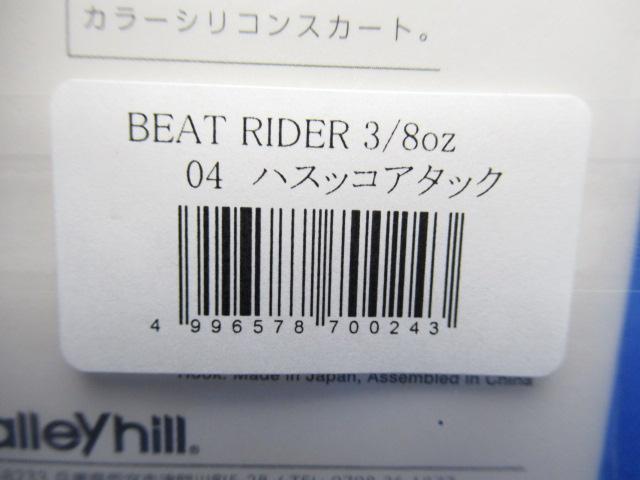 カラーシリコンスカート。
BEAT RIDER 3/8oz
04 ハスッコアタック
4 996578 700243
Hook: Made in Japan, Assembled in China
alleyhill.